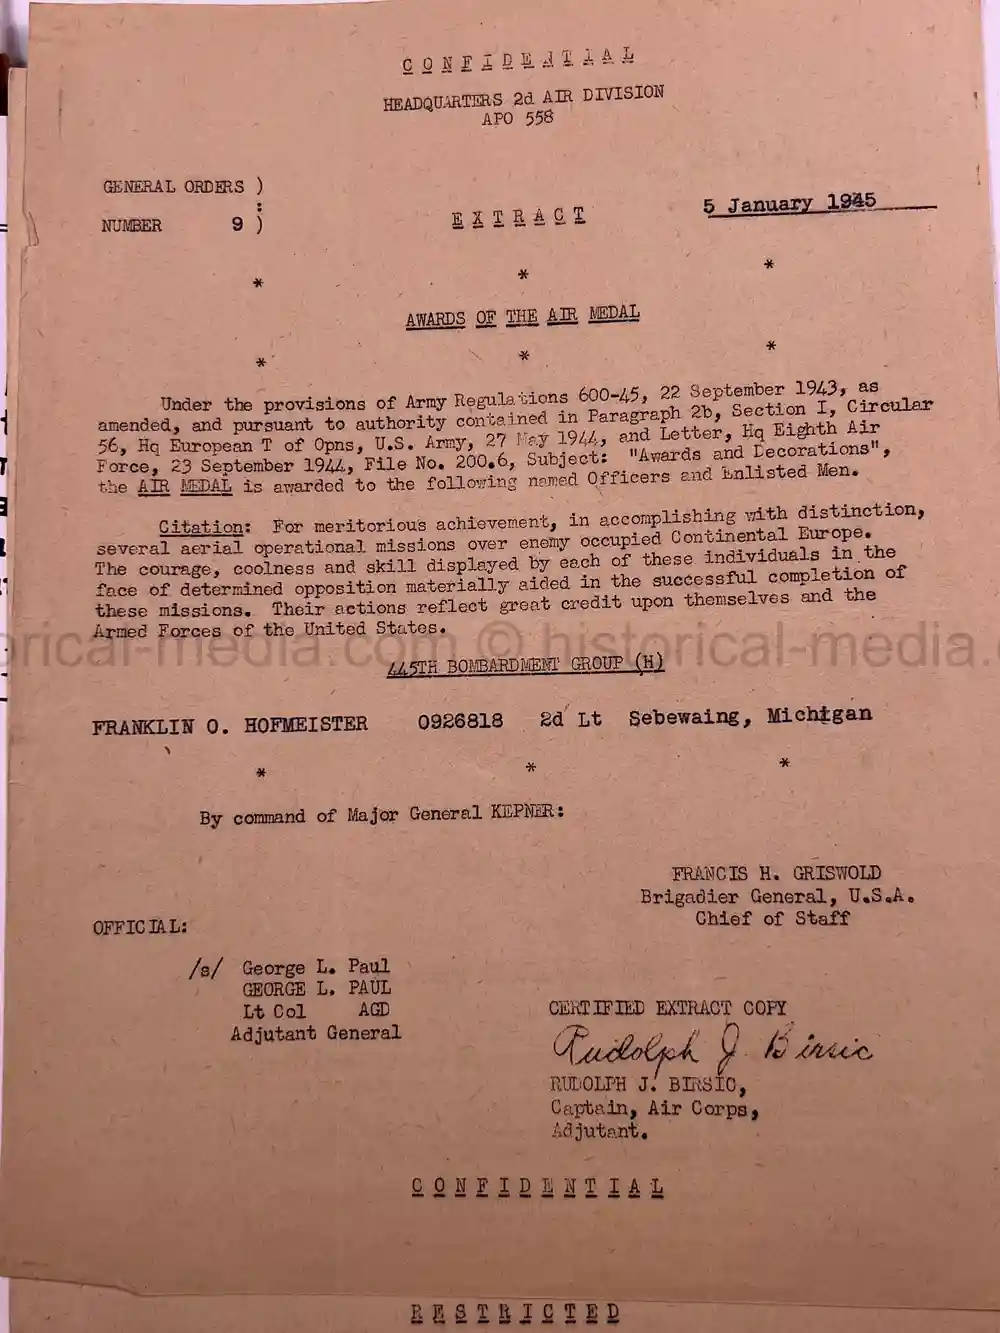 C O N F I D E N T I A L
HEADQUARTERS 2d AIR DIVISION
APO 558
GENERAL ORDERS )
:
NUMBER 9 )
E X T R A C T
5 January 1945
* * *
AWARDS OF THE AIR MEDAL
* * *
Under the provisions of Army Regulations 600-45, 22 September 1943, as
amended, and pursuant to authority contained in Paragraph 2b, Section I, Circular
56, Hq European T of Opns, U.S. Army, 27 May 1944, and Letter, Hq Eighth Air
Force, 23 September 1944, File No. 200.6, Subject: "Awards and Decorations",
the AIR MEDAL is awarded to the following named Officers and Enlisted Men.
Citation: For meritorious achievement, in accomplishing with distinction,
several aerial operational missions over enemy occupied Continental Europe.
The courage, coolness and skill displayed by each of these individuals in the
face of determined opposition materially aided in the successful completion of
these missions. Their actions reflect great credit upon themselves and the
Armed Forces of the United States.
orical-media.com © historical-media.
445TH BOMBARDMENT GROUP (H)
FRANKLIN O. HOFMEISTER 0926818 2d Lt Sebewaing, Michigan
* * *
By command of Major General KEPNER:
FRANCIS H. GRISWOLD
Brigadier General, U.S.A.
Chief of Staff
OFFICIAL:
/s/ George L. Paul
GEORGE L. PAUL
Lt Col AGD
Adjutant General
CERTIFIED EXTRACT COPY
Rudolph J. Birsic
RUDOLPH J. BIRSIC,
Captain, Air Corps,
Adjutant.
C O N F I D E N T I A L
R E S T R I C T E D